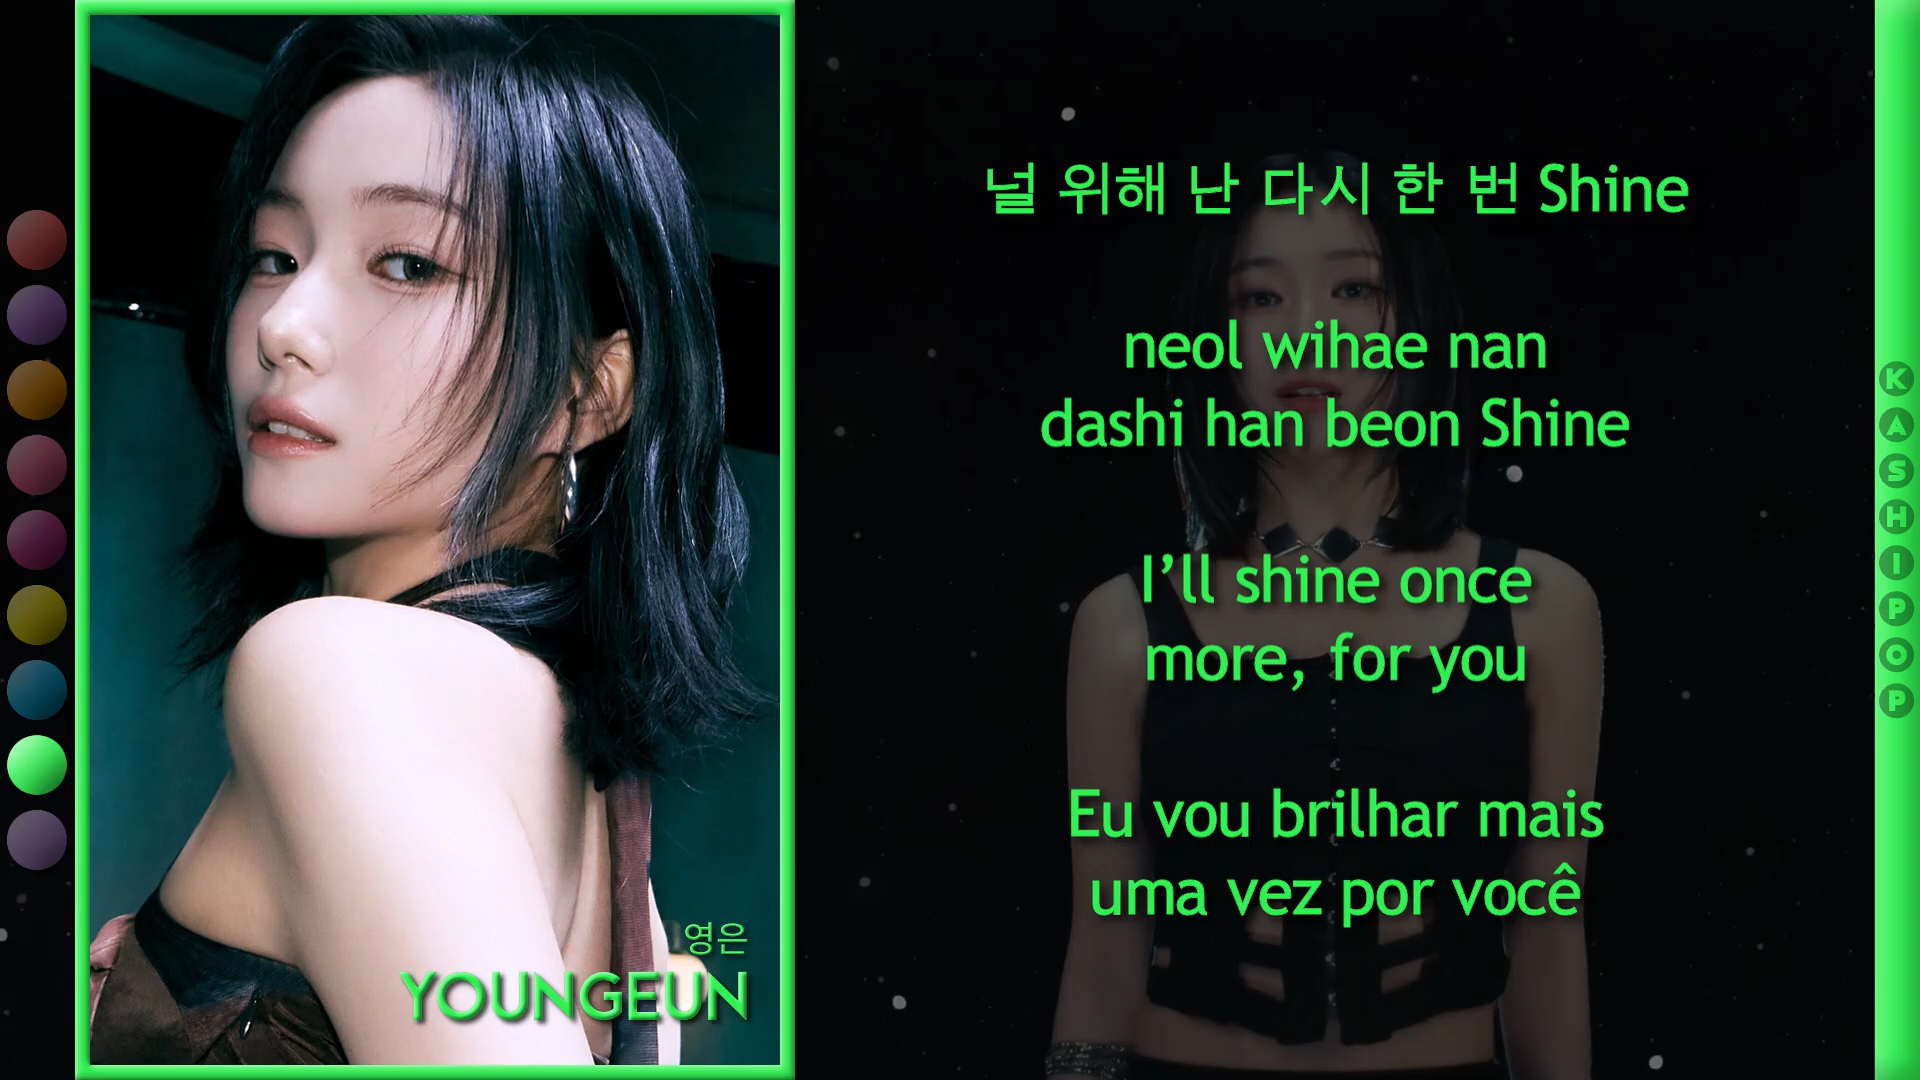 영은
YOUNGEUN
널 위해 난 다시 한 번 Shine
neol wihae nan
dashi han beon Shine
I’ll shine once
more, for you
Eu vou brilhar mais
uma vez por você
KASHIPOP